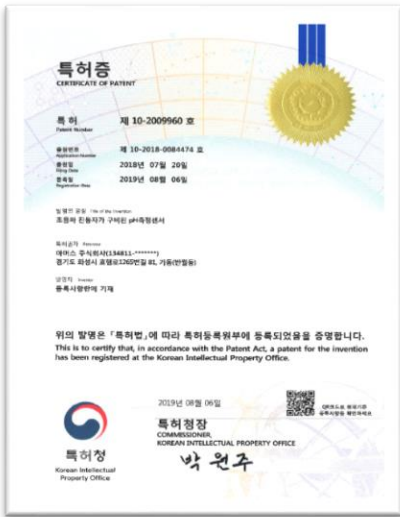 특허증
CERTIFICATE OF PATENT
특 허
Patent Number
제 10-2009960 호
출원번호
Application Number
제 10-2018-0084474 호
출원일
Filing Date
2018년 07월 20일
등록일
Registration Date
2019년 08월 06일
발명의 명칭 Title of the Invention
초음파 진동자가 구비된 pH측정센서
특허권자 Patentee
주식회사(134811-*******)
경기도 화성시
발명자 Inventor
등록사항란에 기재
위의 발명은 「특허법」에 따라 특허등록원부에 등록되었음을 증명합니다.
This is to certify that, in accordance with the Patent Act, a patent for the invention
has been registered at the Korean Intellectual Property Office.
2019년 08월 06일
특허청장
COMMISSIONER,
KOREAN INTELLECTUAL PROPERTY OFFICE
박 원 주
특허청
Korean Intellectual
Property Office